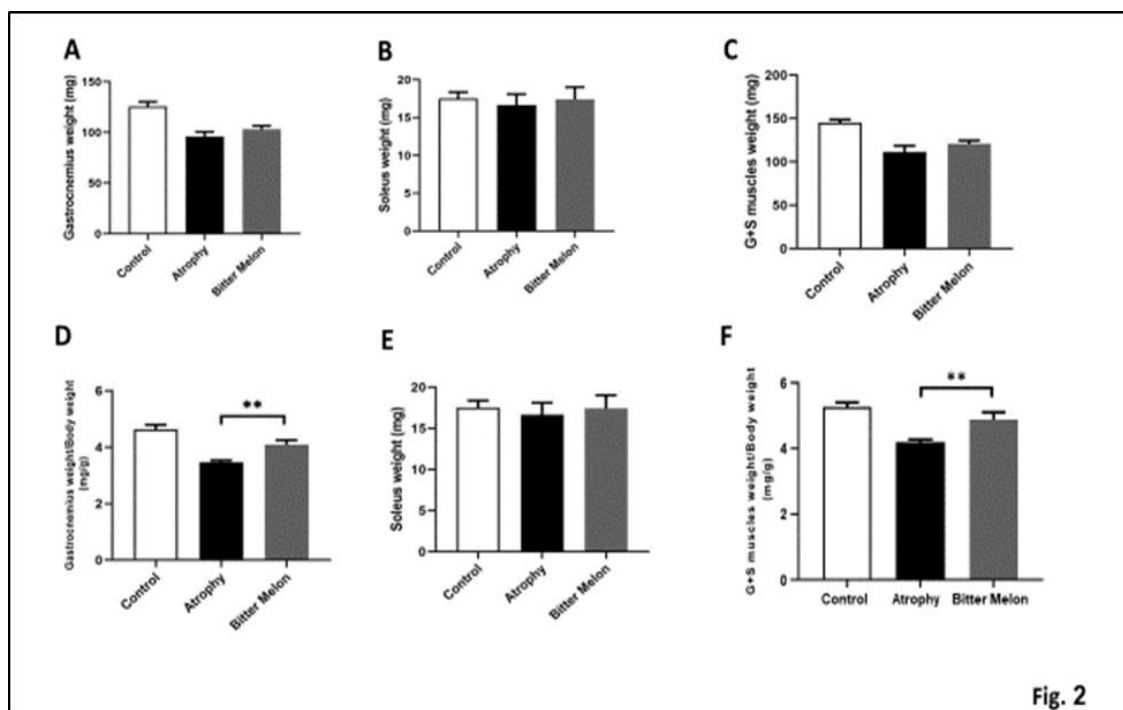 A
Gastrocnemius weight (mg)
150
100
50
0
Control
Atrophy
Bitter Melon
B
Soleus weight (mg)
20
15
10
5
0
Control
Atrophy
Bitter Melon
C
G+S muscles weight (mg)
200
150
100
50
0
Control
Atrophy
Bitter Melon
D
Gastrocnemius weight/Body weight
(mg/g)
6
4
2
0
**
Control
Atrophy
Bitter Melon
E
Soleus weight (mg)
20
15
10
5
0
Control
Atrophy
Bitter Melon
F
G+S muscles weight/Body weight
(mg/g)
6
4
2
0
**
Control Atrophy Bitter Melon
Fig. 2